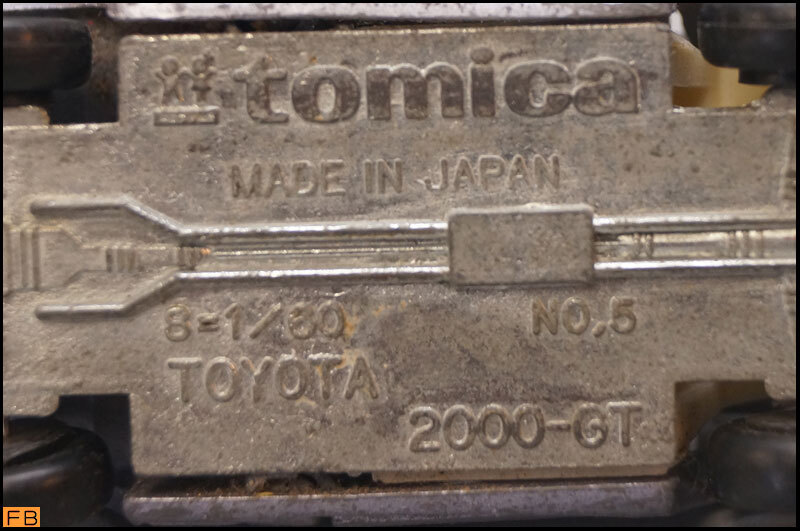 tomica
MADE IN JAPAN
S=1/60 NO.5
TOYOTA
2000-GT
FB